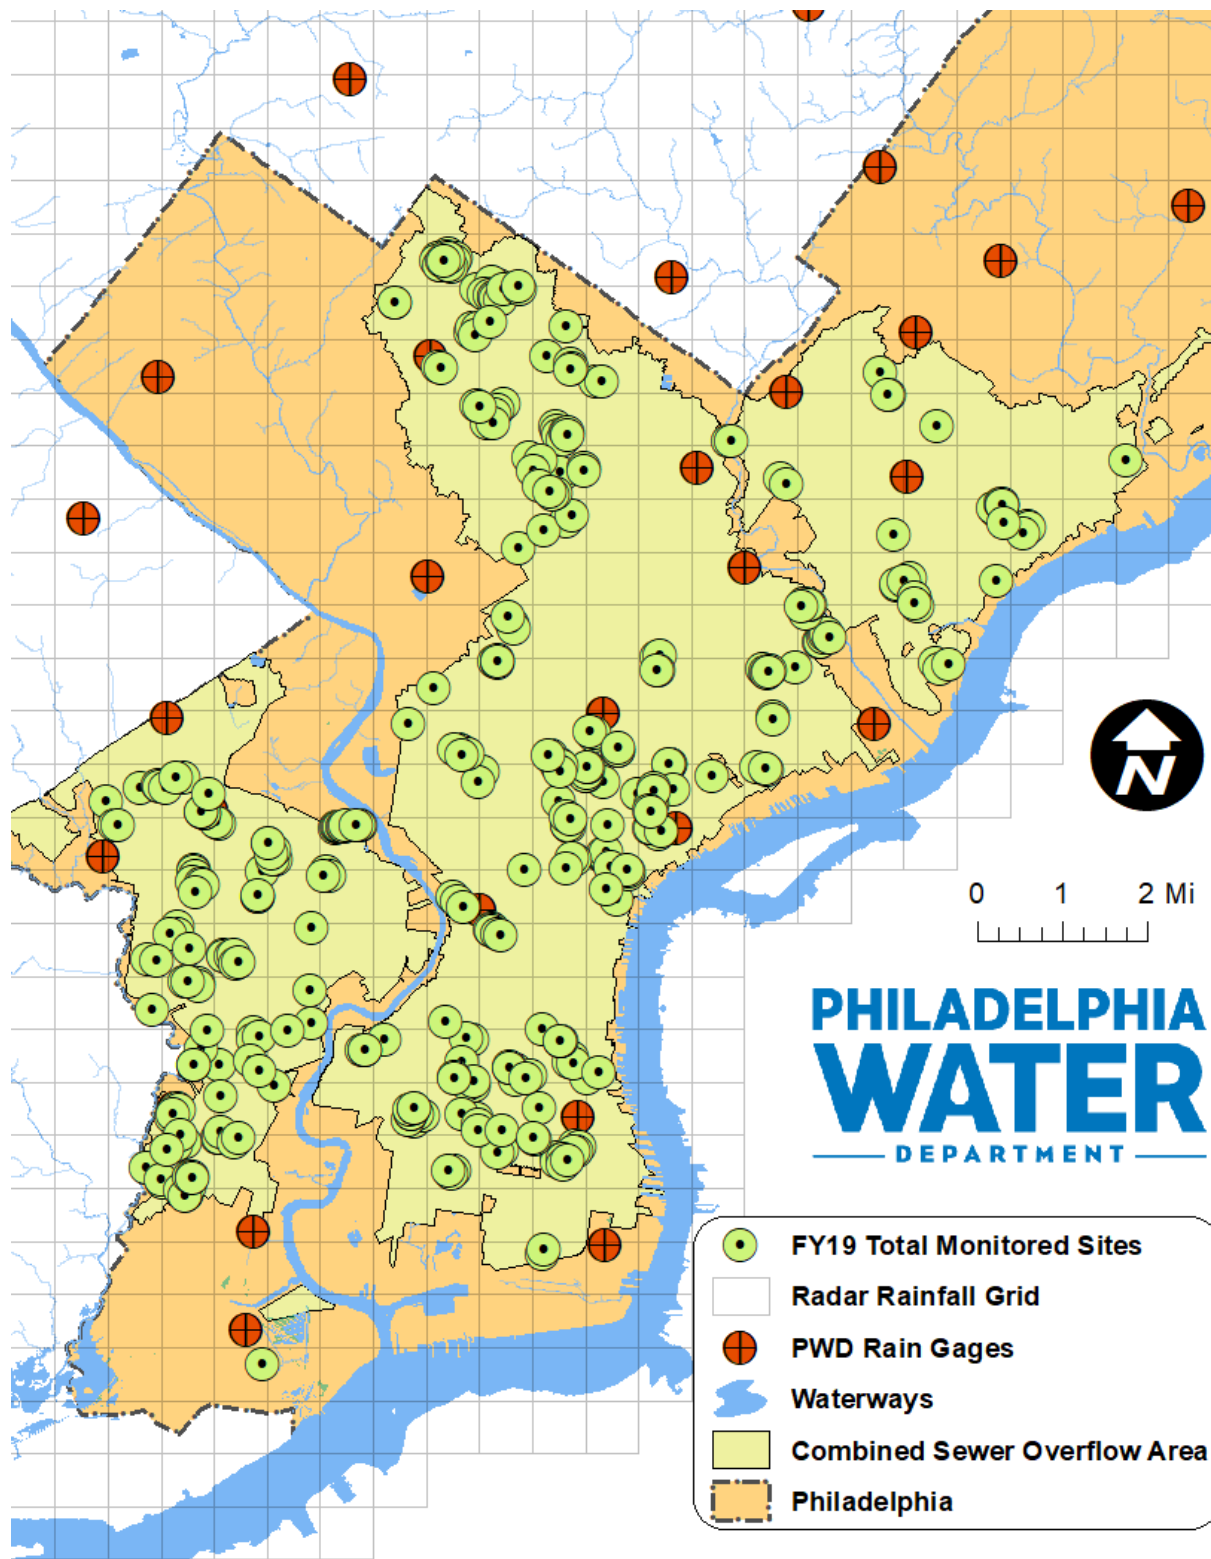 N
0 1 2 Mi
PHILADELPHIA
WATER
DEPARTMENT
FY19 Total Monitored Sites
Radar Rainfall Grid
PWD Rain Gages
Waterways
Combined Sewer Overflow Area
Philadelphia